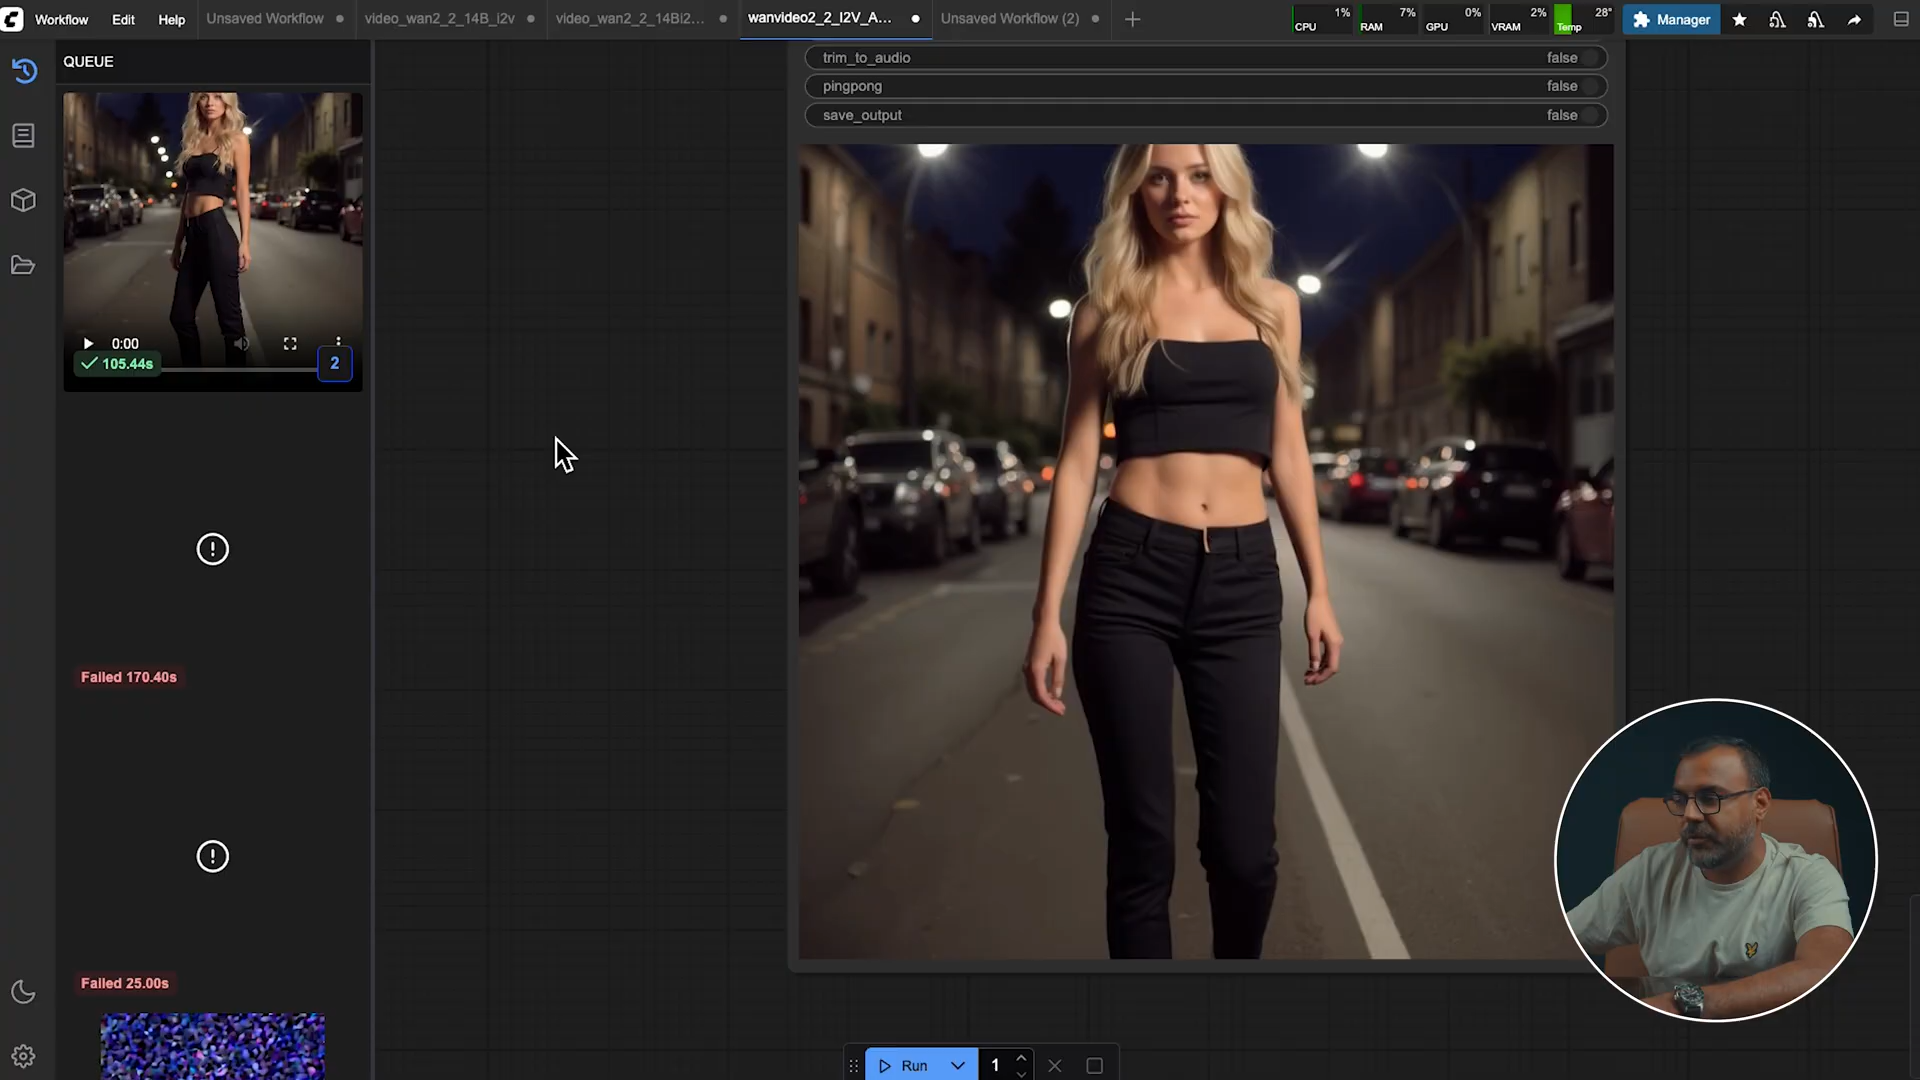 Workflow Edit Help Unsaved Workflow video_wan2_2_14B_i2v video_wan2_2_14Bi2... wanvideo2_2_I2V_A... Unsaved Workflow (2)
CPU 1% RAM 7% GPU 0% VRAM 2% Temp 28° Manager
QUEUE
trim_to_audio false
pingpong false
save_output false
0:00
105.44s 2
Failed 170.40s
Failed 25.00s
Run 1